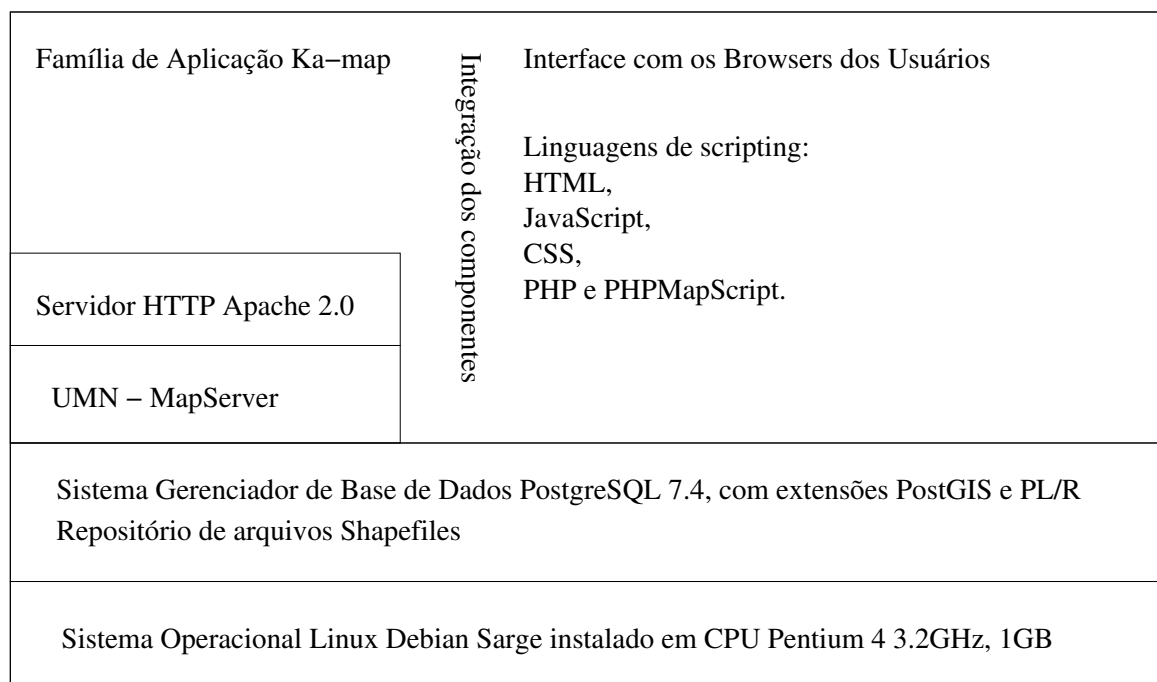 Família de Aplicação Ka−map
Integração dos componentes
Interface com os Browsers dos Usuários
Linguagens de scripting:
HTML,
JavaScript,
CSS,
PHP e PHPMapScript.
Servidor HTTP Apache 2.0
UMN − MapServer
Sistema Gerenciador de Base de Dados PostgreSQL 7.4, com extensões PostGIS e PL/R
Repositório de arquivos Shapefiles
Sistema Operacional Linux Debian Sarge instalado em CPU Pentium 4 3.2GHz, 1GB